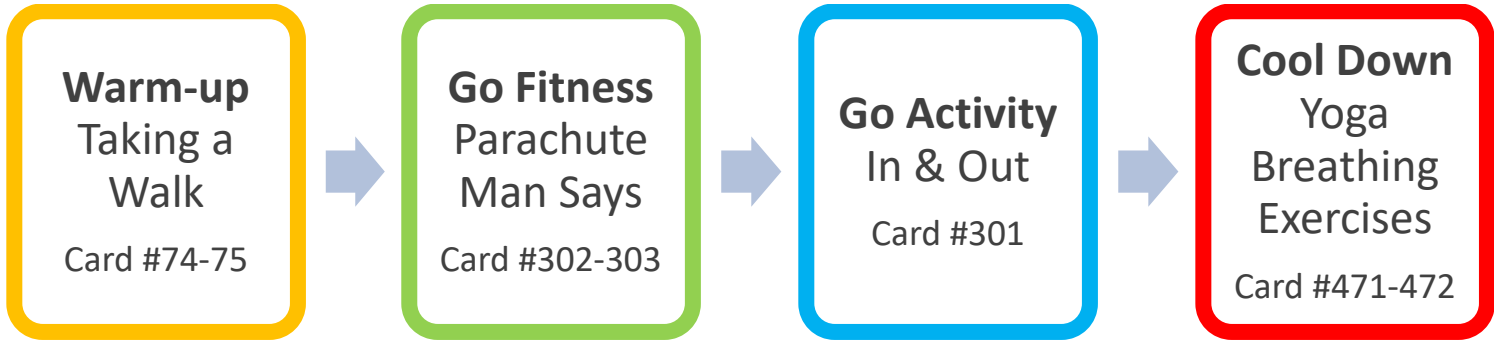 Warm-up
Taking a
Walk
Card #74-75
Go Fitness
Parachute
Man Says
Card #302-303
Go Activity
In & Out
Card #301
Cool Down
Yoga
Breathing
Exercises
Card #471-472